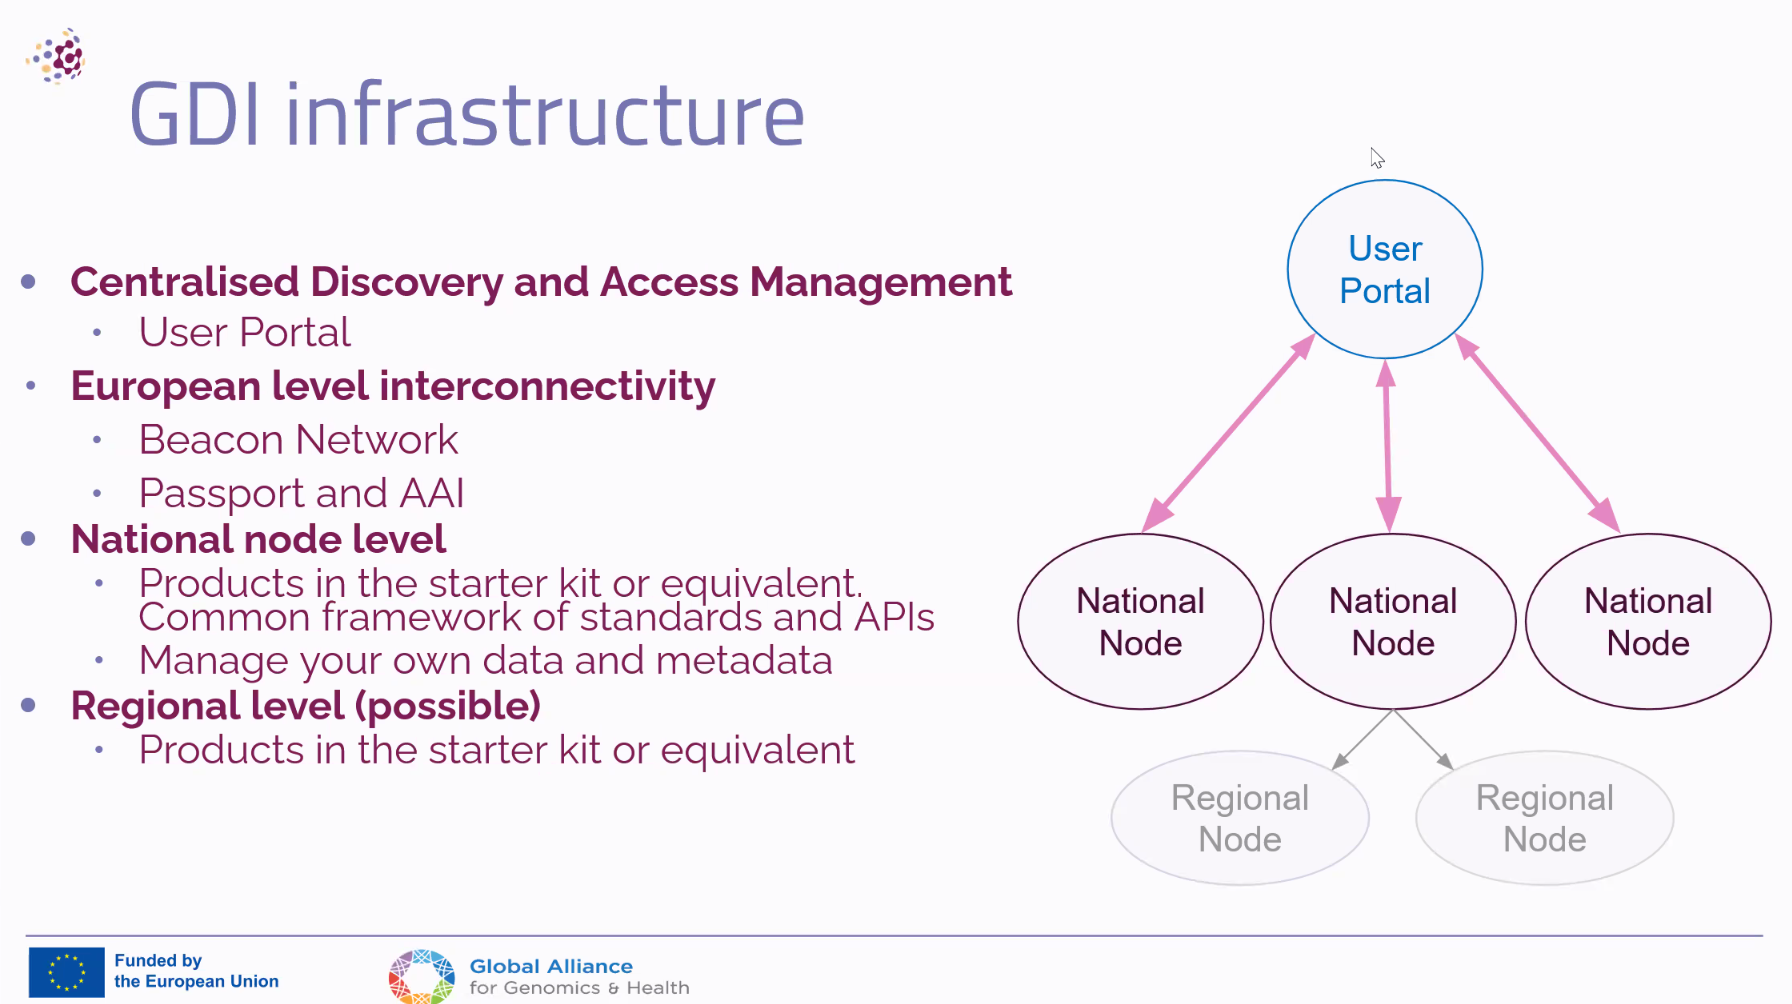 GDI infrastructure
Centralised Discovery and Access Management
User Portal
European level interconnectivity
Beacon Network
Passport and AAI
National node level
Products in the starter kit or equivalent.
Common framework of standards and APIs
Manage your own data and metadata
Regional level (possible)
Products in the starter kit or equivalent
User
Portal
National
Node
National
Node
National
Node
Regional
Node
Regional
Node
Funded by
the European Union
Global Alliance
for Genomics & Health